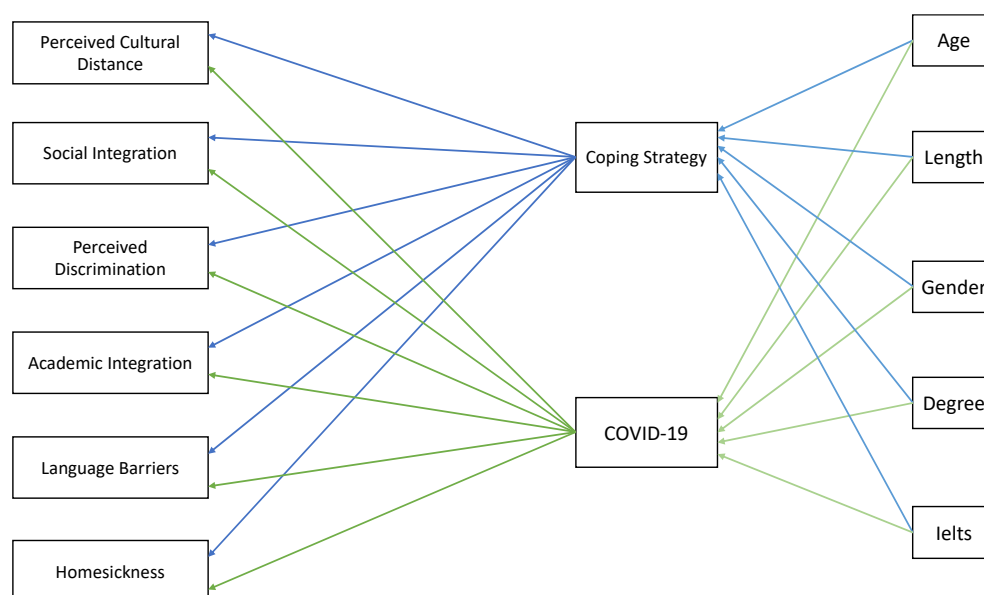 Perceived Cultural
Distance
Social Integration
Perceived
Discrimination
Academic Integration
Language Barriers
Homesickness
Coping Strategy
COVID-19
Age
Length
Gender
Degree
Ielts